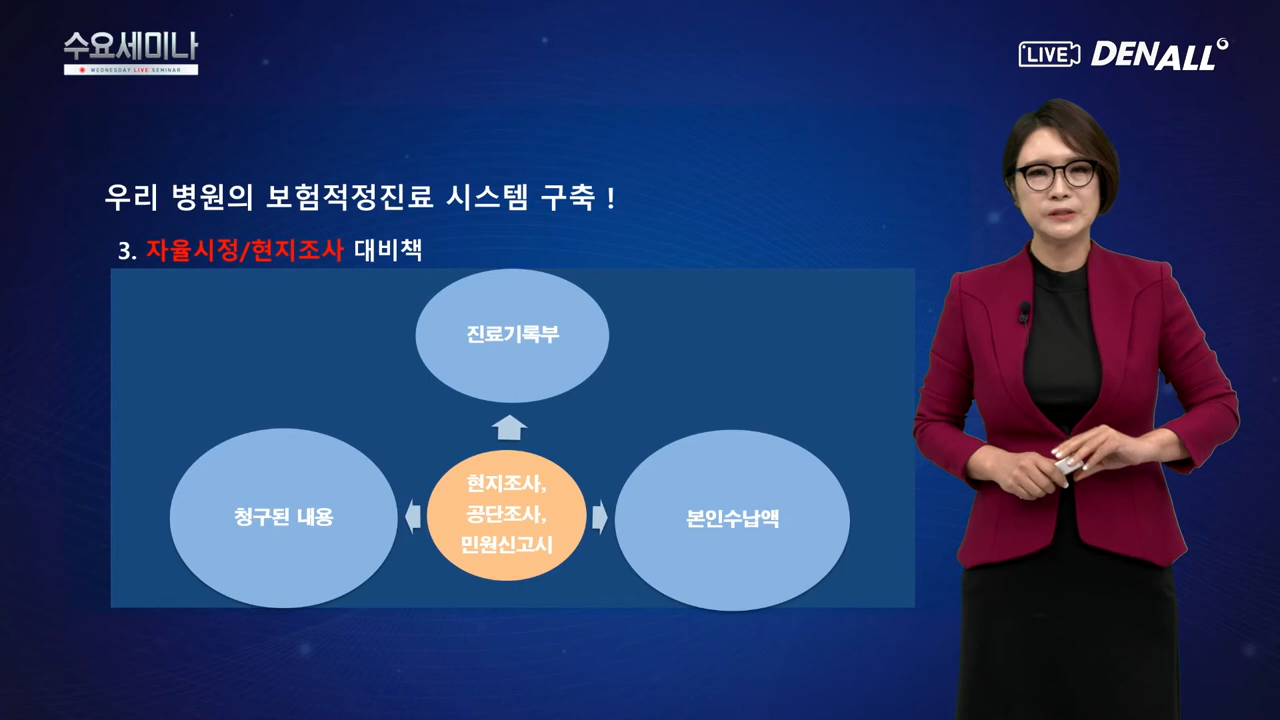 수요세미나
WEDNESDAY LIVE SEMINAR
LIVE
DENALL
우리 병원의 보험적정진료 시스템 구축 !
3. 자율시정/현지조사 대비책
진료기록부
청구된 내용
현지조사,
공단조사,
민원신고시
본인수납액